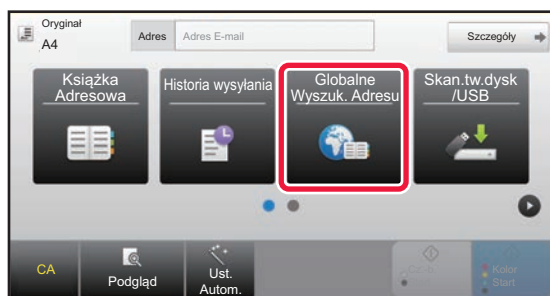 Oryginał
A4
Adres
Adres E-mail
Szczegóły
Książka
Adresowa
Historia wysyłania
Globalne
Wyszuk. Adresu
Skan.tw.dysk
/USB
CA
Podgląd
Ust.
Autom.
Kolor
Start